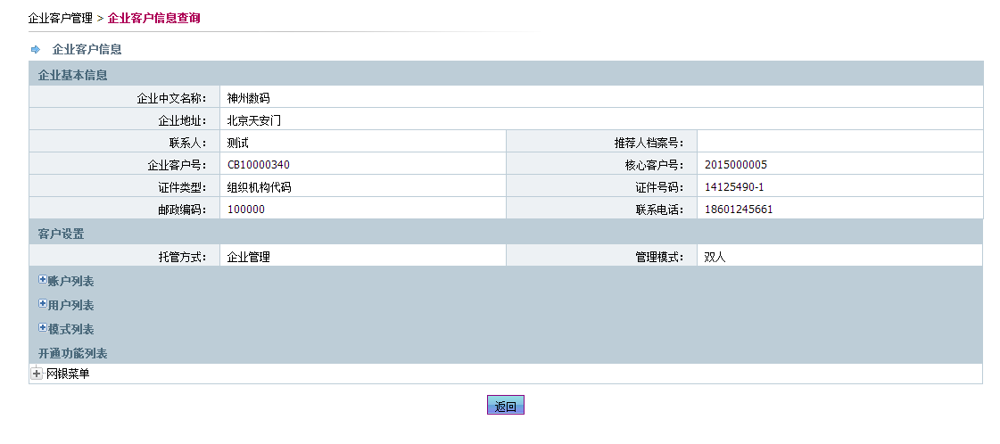 企业客户管理 > 企业客户信息查询
企业客户信息
企业基本信息
企业中文名称： 神州数码
企业地址： 北京天安门
联系人： 测试 推荐人档案号：
企业客户号： CB10000340 核心客户号： 2015000005
证件类型： 组织机构代码 证件号码： 14125490-1
邮政编码： 100000 联系电话： 18601245661
客户设置
托管方式： 企业管理 管理模式： 双人
账户列表
用户列表
模式列表
开通功能列表
网银菜单
返回